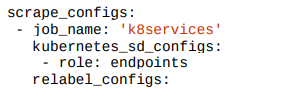 scrape_configs:
 - job_name: 'k8services'
   kubernetes_sd_configs:
    - role: endpoints
   relabel_configs: